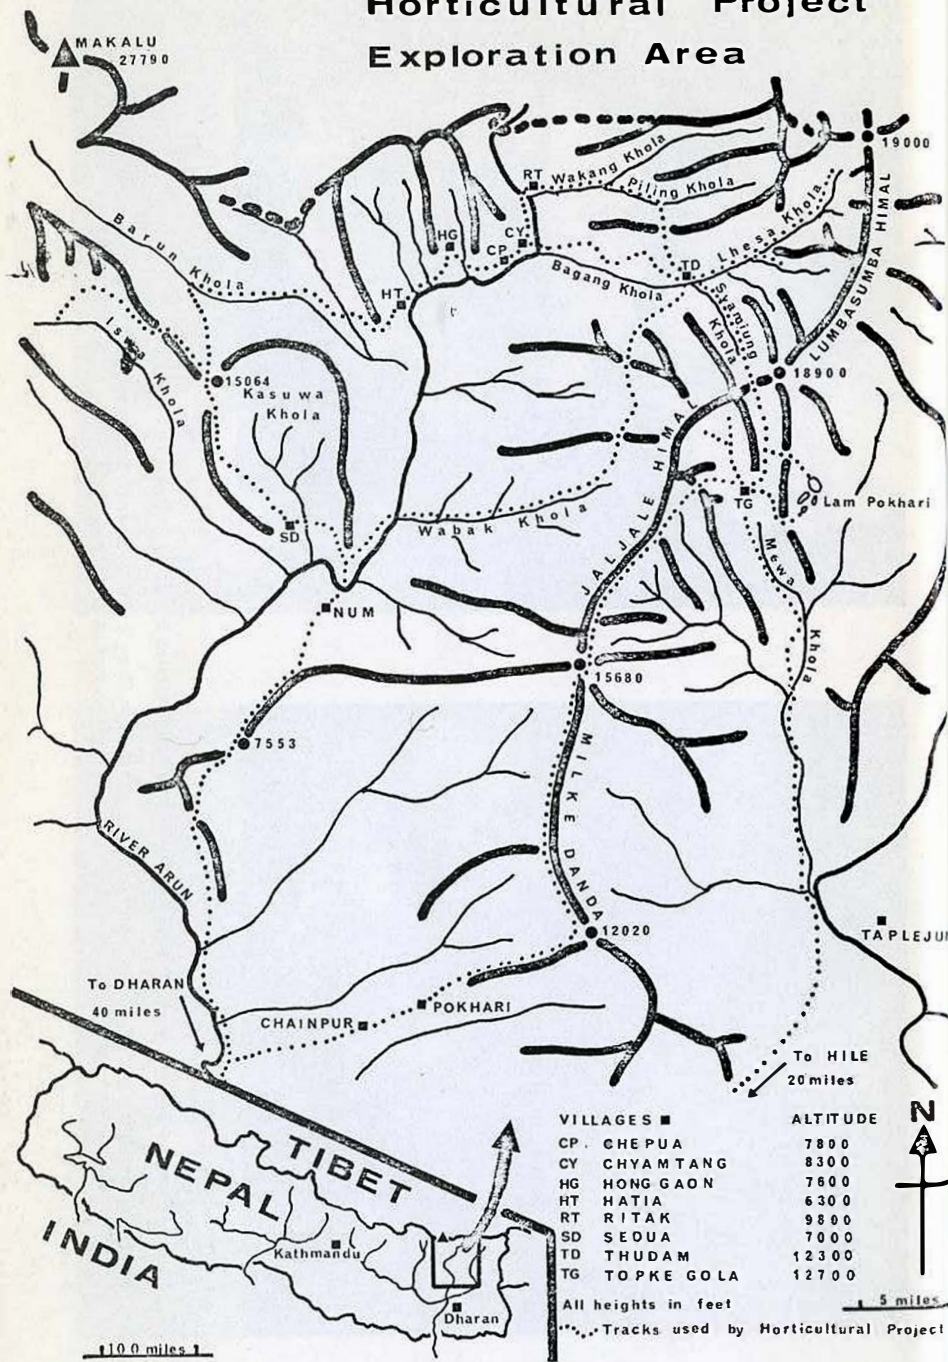 Horticultural Project
Exploration Area
MAKALU
27790
19000
RT
Wakang Khola
Piling Khola
Lhesa Khola
LUMBASUMBA HIMAL
HG
CY
CP
TD
Bagang Khola
Barun Khola
HT
Syamjung Khola
Iswa Khola
15064
Kasuwa
Khola
18900
SD
Wabak Khola
JALJALE HIMAL
TG
Lam Pokhari
Mewa Khola
NUM
15680
7553
MILKE DANDA
RIVER ARUN
12020
TAPLEJU
To DHARAN
40 miles
CHAINPUR
POKHARI
To HILE
20 miles
TIBET
NEPAL
INDIA
Kathmandu
Dharan
100 miles
VILLAGES ■ ALTITUDE
CP. CHEPUA 7800
CY CHYAMTANG 8300
HG HONG GAON 7600
HT HATIA 6300
RT RITAK 9800
SD SEDUA 7000
TD THUDAM 12300
TG TOPKE GOLA 12700
All heights in feet
Tracks used by Horticultural Project
N
5 miles